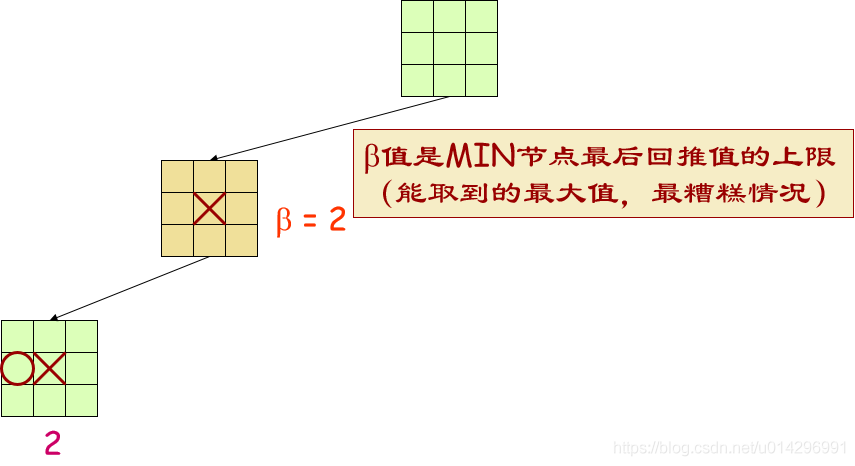 β值是MIN节点最后回推值的上限
（能取到的最大值，最糟糕情况）
β = 2
2
https://blog.csdn.net/u014296991